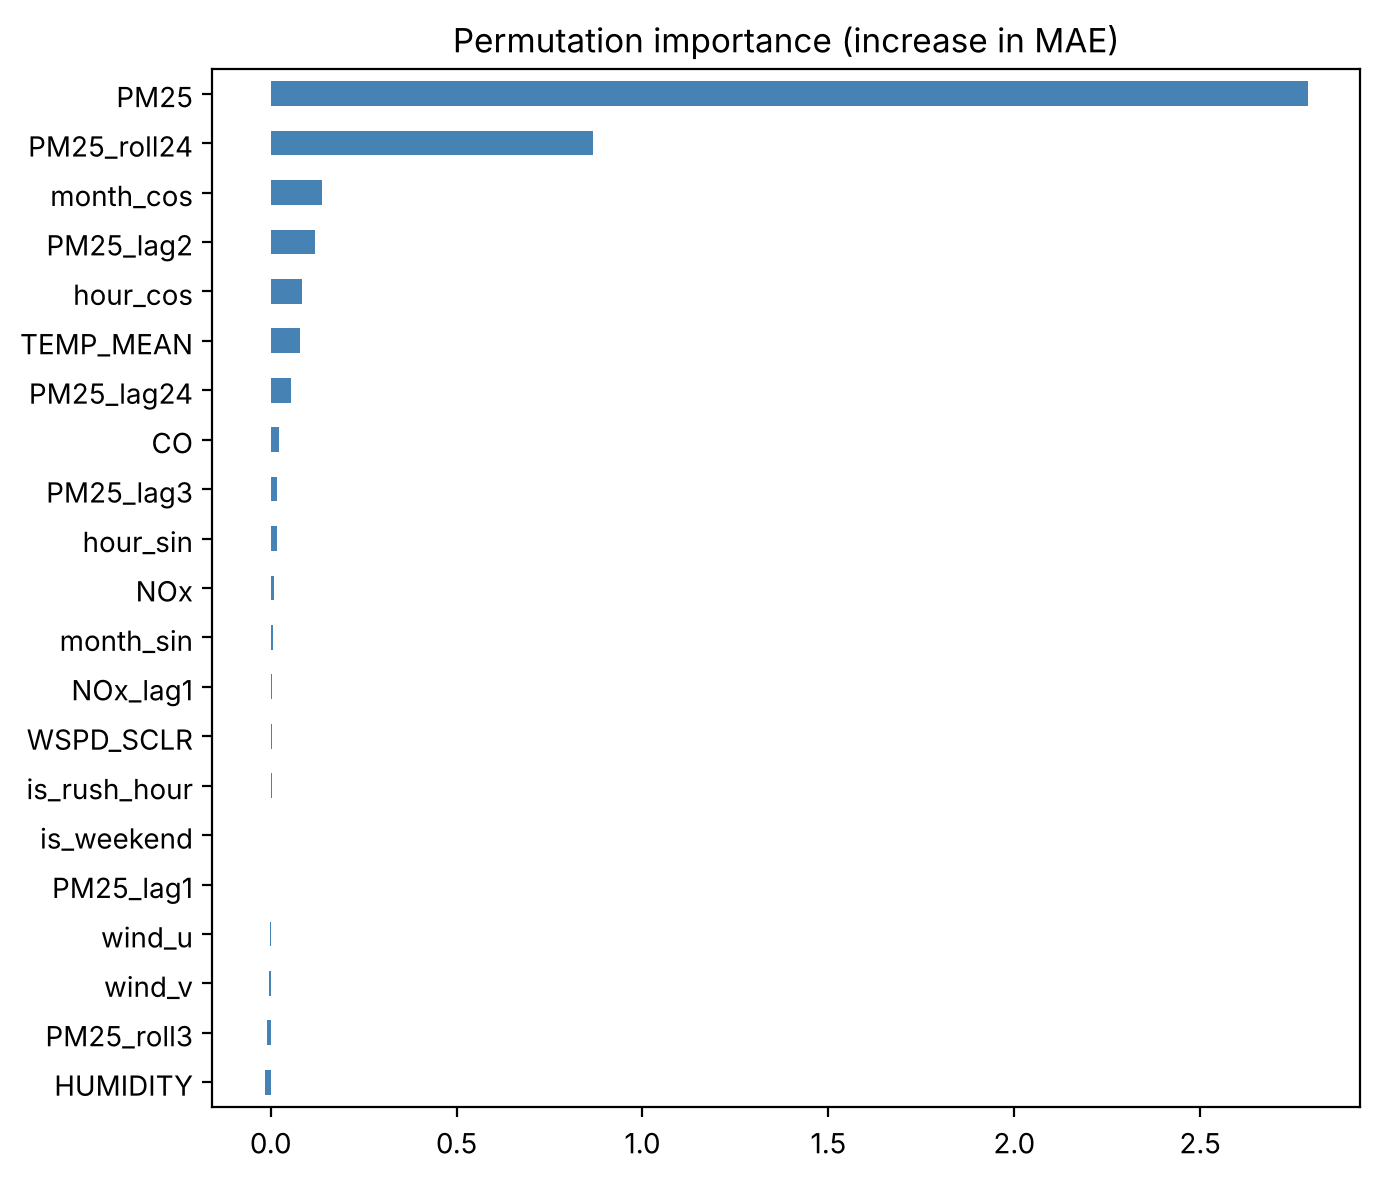 Permutation importance (increase in MAE)
PM25
PM25_roll24
month_cos
PM25_lag2
hour_cos
TEMP_MEAN
PM25_lag24
CO
PM25_lag3
hour_sin
NOx
month_sin
NOx_lag1
WSPD_SCLR
is_rush_hour
is_weekend
PM25_lag1
wind_u
wind_v
PM25_roll3
HUMIDITY
0.0 0.5 1.0 1.5 2.0 2.5